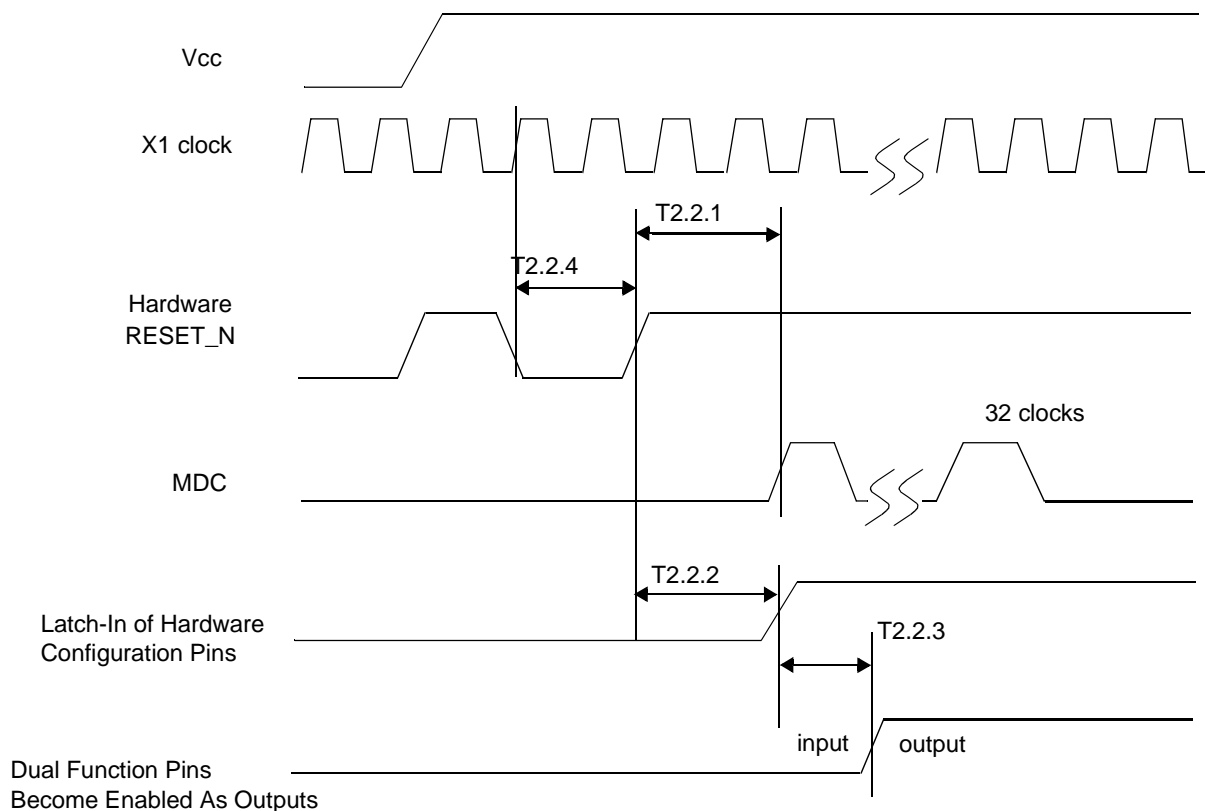 Vcc
X1 clock
T2.2.1
T2.2.4
Hardware
RESET_N
32 clocks
MDC
T2.2.2
Latch-In of Hardware
Configuration Pins
T2.2.3
input
output
Dual Function Pins
Become Enabled As Outputs